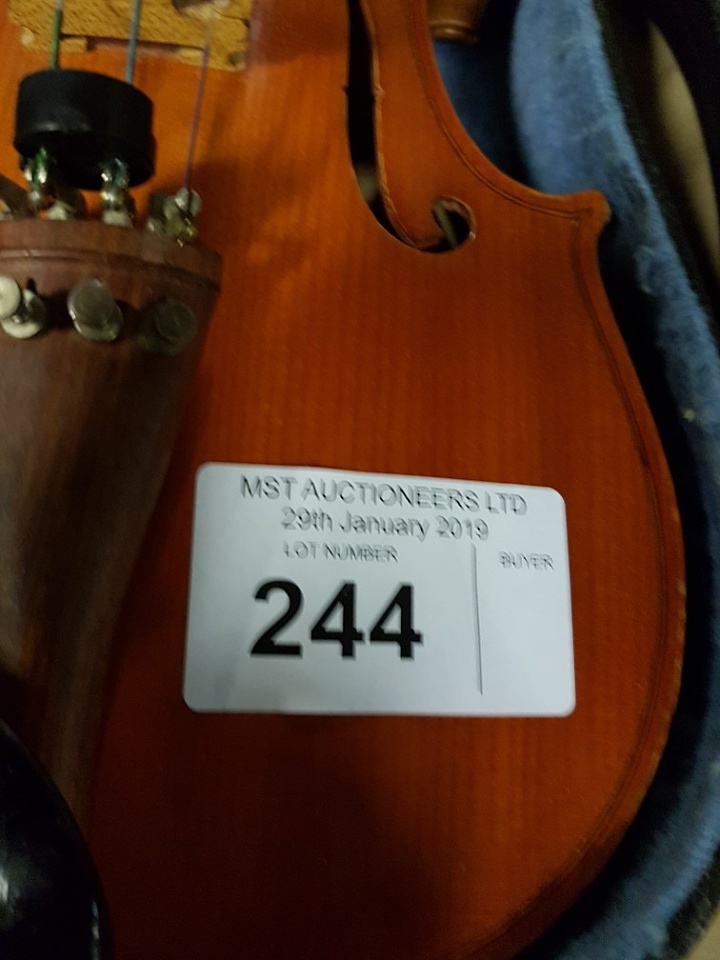 MST AUCTIONEERS LTD
29th January 2019
LOT NUMBER
BUYER
244